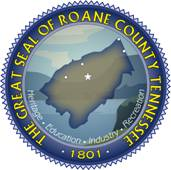 THE GREAT SEAL OF ROANE COUNTY TENNESSEE
Heritage • Education • Industry • Recreation
• 1801 •